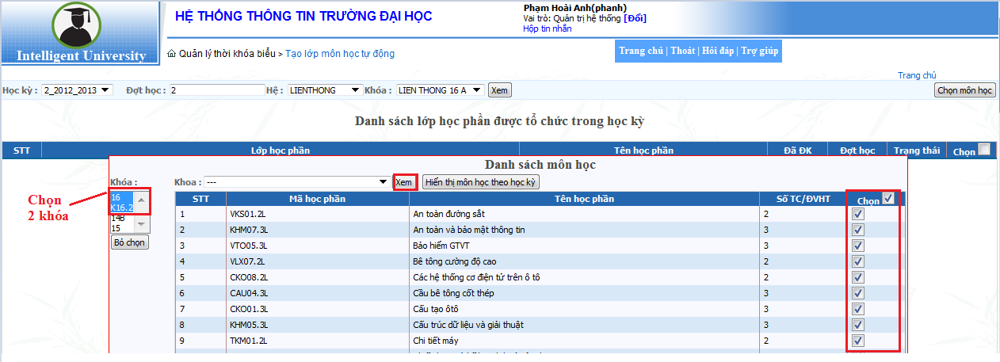 Intelligent University
HỆ THỐNG THÔNG TIN TRƯỜNG ĐẠI HỌC
Phạm Hoài Anh(phanh)
Vai trò: Quản trị hệ thống [Đổi]
Hộp tin nhắn
Quản lý thời khóa biểu > Tạo lớp môn học tự động
Trang chủ | Thoát | Hỏi đáp | Trợ giúp
Trang chủ
Học kỳ : 2_2012_2013 Đợt học : 2 Hệ : LIENTHONG Khóa : LIEN THONG 16 A Xem Chọn môn học
Danh sách lớp học phần được tổ chức trong học kỳ
STT Lớp học phần Tên học phần Đã ĐK Đợt học Trạng thái Chọn
Danh sách môn học
Khóa : Khoa : --- Xem Hiển thị môn học theo học kỳ
Chọn
2 khóa
16
K16.2
14B
15
Bỏ chọn
STT Mã học phần Tên học phần Số TC/ĐVHT Chọn
1 VKS01.2L An toàn đường sắt 2
2 KHM07.3L An toàn và bảo mật thông tin 3
3 VTO05.3L Bảo hiểm GTVT 3
4 VLX07.2L Bê tông cường độ cao 2
5 CKO08.2L Các hệ thống cơ điện tử trên ô tô 2
6 CAU04.3L Cầu bê tông cốt thép 3
7 CKO01.3L Cấu tạo ôtô 3
8 KHM05.3L Cấu trúc dữ liệu và giải thuật 3
9 TKM01.2L Chi tiết máy 2